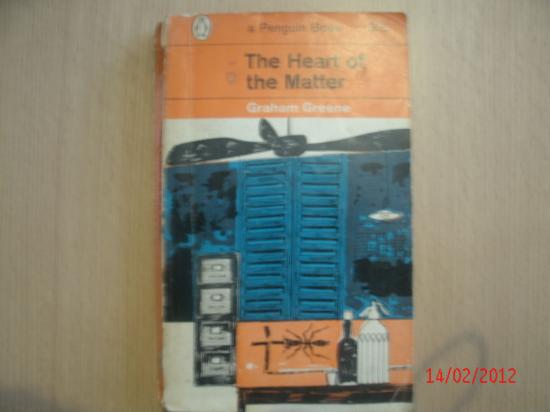 a Penguin Book
The Heart of
the Matter
Graham Greene
14/02/2012